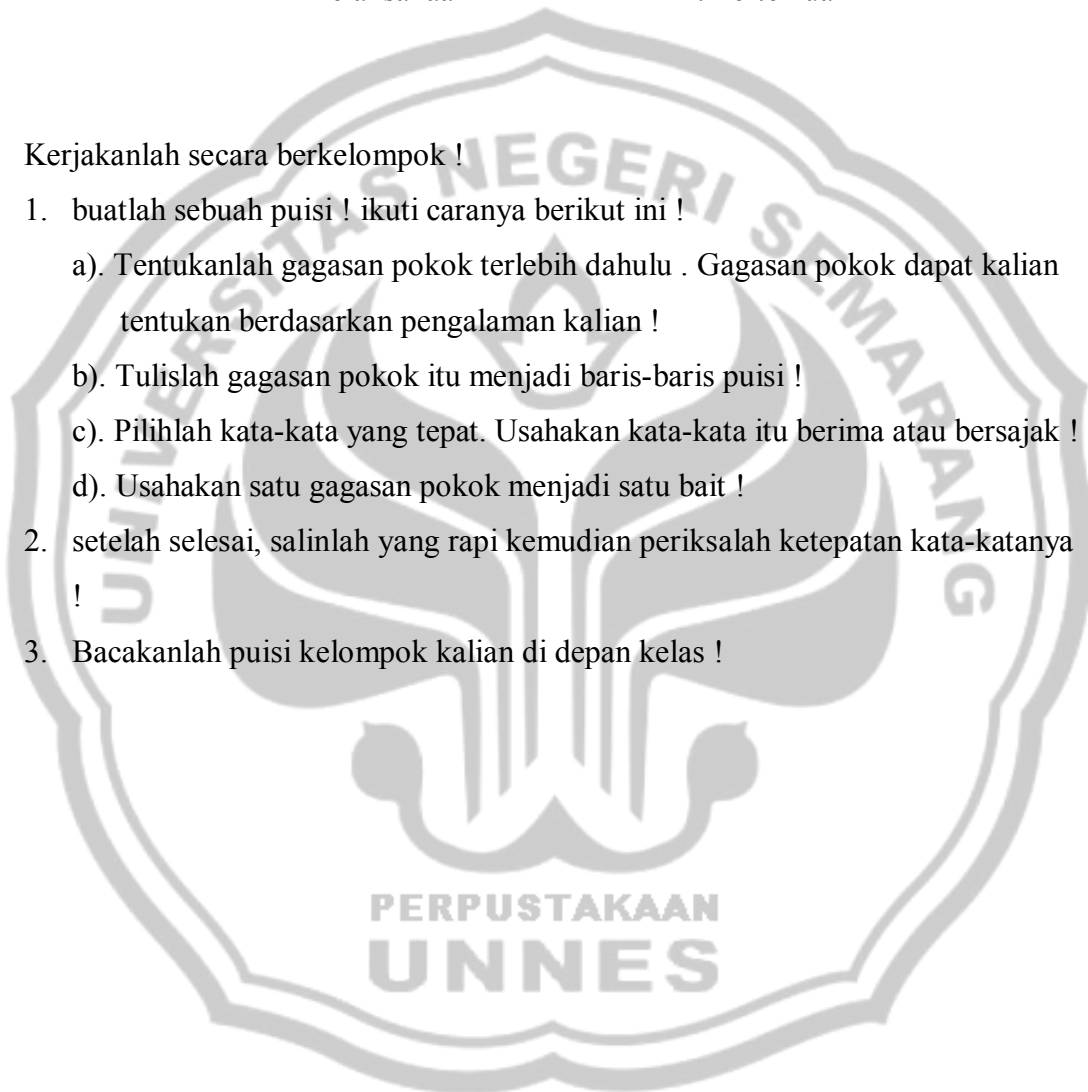 Kerjakanlah secara berkelompok !
1. buatlah sebuah puisi ! ikuti caranya berikut ini !
a). Tentukanlah gagasan pokok terlebih dahulu . Gagasan pokok dapat kalian
tentukan berdasarkan pengalaman kalian !
b). Tulislah gagasan pokok itu menjadi baris-baris puisi !
c). Pilihlah kata-kata yang tepat. Usahakan kata-kata itu berima atau bersajak !
d). Usahakan satu gagasan pokok menjadi satu bait !
2. setelah selesai, salinlah yang rapi kemudian periksalah ketepatan kata-katanya
!
3. Bacakanlah puisi kelompok kalian di depan kelas !
UNIVERSITAS NEGERI SEMARANG
PERPUSTAKAAN
UNNES